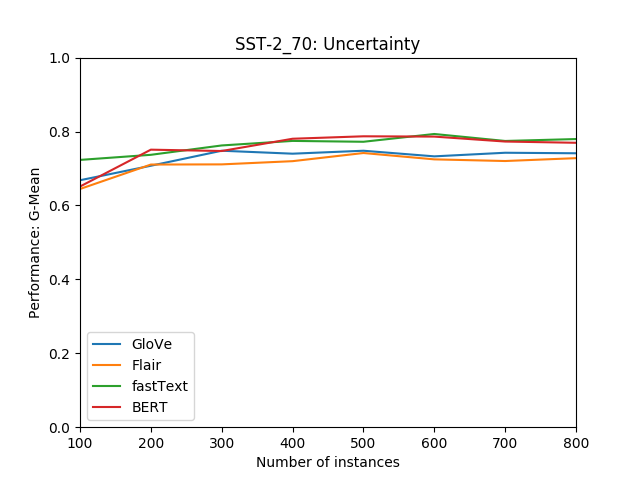 SST-2_70: Uncertainty
1.0
0.8
0.6
0.4
0.2
0.0
Performance: G-Mean
GloVe
Flair
fastText
BERT
100 200 300 400 500 600 700 800
Number of instances